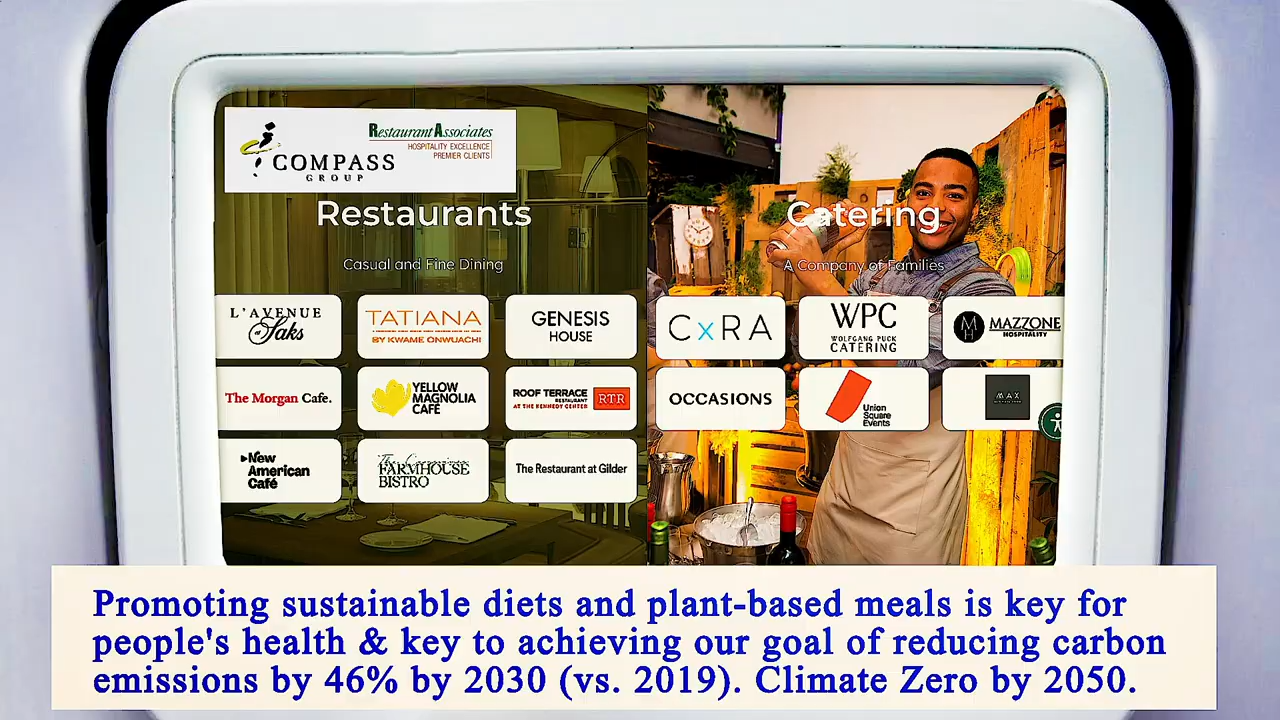 COMPASS
GROUP
RESTAURANT ASSOCIATES
HOSPITALITY EXCELLENCE
PREMIER CLIENTS
Restaurants
Casual and Fine Dining
L'AVENUE
Saks
TATIANA
BY KWAME ONWUACHI
GENESIS
HOUSE
The Morgan Cafe.
YELLOW
MAGNOLIA
CAFÉ
ROOF TERRACE
RESTAURANT
AT THE KENNEDY CENTER
RTR
New
American
Café
FARMHOUSE
BISTRO
The Restaurant at Gilder
Catering
A Company of Families
CxRA
WPC
WOLFGANG PUCK
CATERING
MH
MAZZONE
HOSPITALITY
OCCASIONS
Union
Square
Events
MAX
Promoting sustainable diets and plant-based meals is key for
people's health & key to achieving our goal of reducing carbon
emissions by 46% by 2030 (vs. 2019). Climate Zero by 2050.